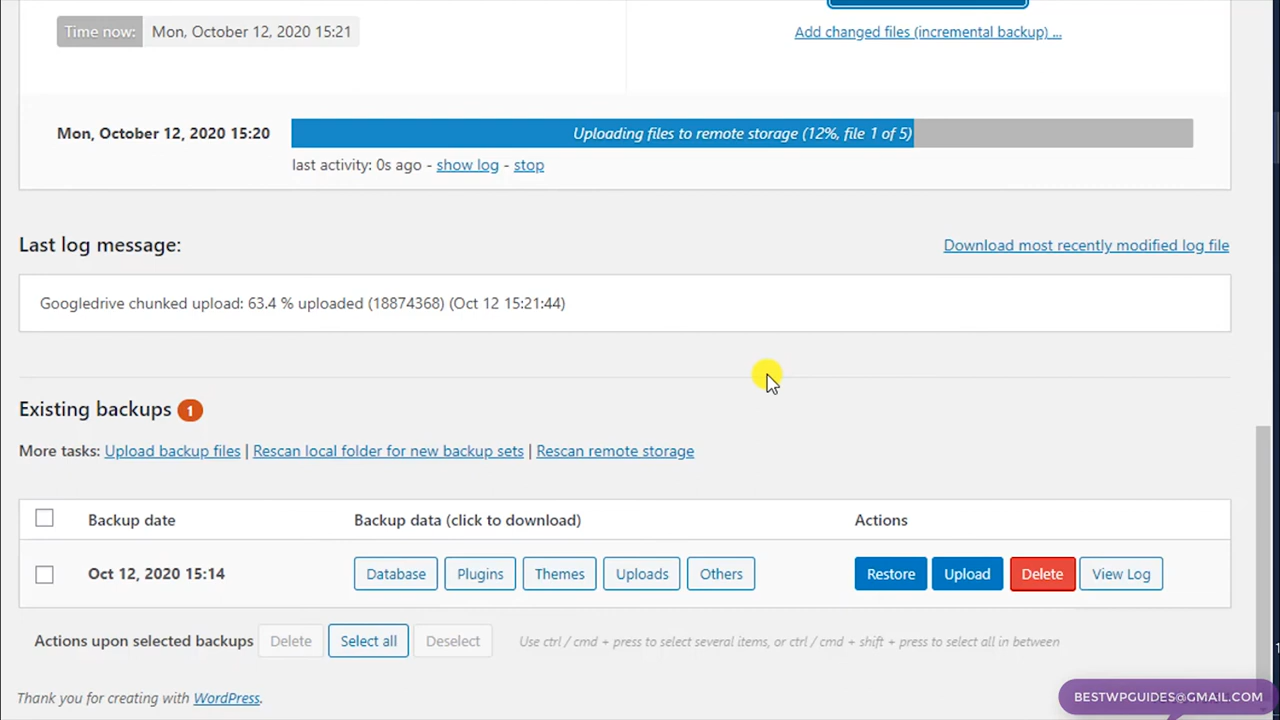 Time now: Mon, October 12, 2020 15:21
Add changed files (incremental backup) ...
Mon, October 12, 2020 15:20
Uploading files to remote storage (12%, file 1 of 5)
last activity: 0s ago - show log - stop
Last log message:
Download most recently modified log file
Googledrive chunked upload: 63.4 % uploaded (18874368) (Oct 12 15:21:44)
Existing backups 1
More tasks: Upload backup files | Rescan local folder for new backup sets | Rescan remote storage
Backup date Backup data (click to download) Actions
Oct 12, 2020 15:14 Database Plugins Themes Uploads Others Restore Upload Delete View Log
Actions upon selected backups Delete Select all Deselect Use ctrl / cmd + press to select several items, or ctrl / cmd + shift + press to select all in between
Thank you for creating with WordPress.
BESTWPGUIDES@GMAIL.COM